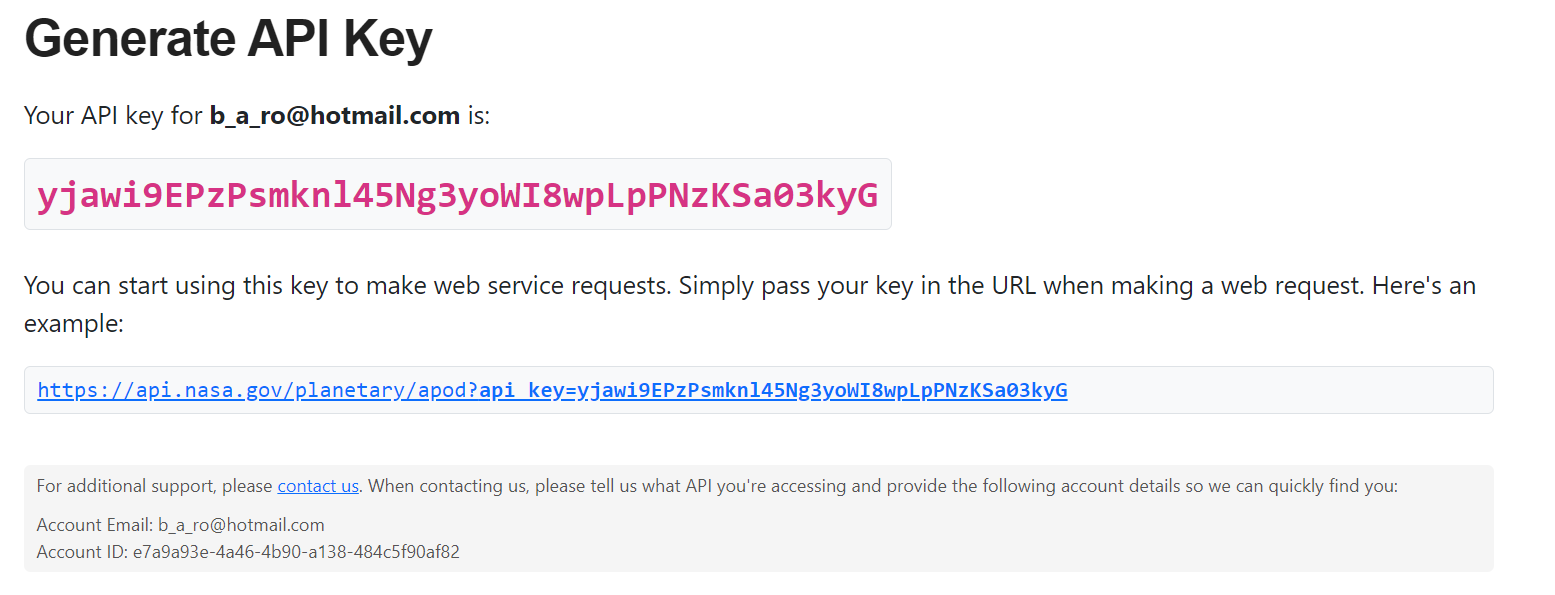 Generate API Key
Your API key for b_a_ro@hotmail.com is:
yjawi9EPzPsmknl45Ng3yoWI8wpLpPNzKSa03kyG
You can start using this key to make web service requests. Simply pass your key in the URL when making a web request. Here's an
example:
https://api.nasa.gov/planetary/apod?api_key=yjawi9EPzPsmknl45Ng3yoWI8wpLpPNzKSa03kyG
For additional support, please contact us. When contacting us, please tell us what API you're accessing and provide the following account details so we can quickly find you:
Account Email: b_a_ro@hotmail.com
Account ID: e7a9a93e-4a46-4b90-a138-484c5f90af82